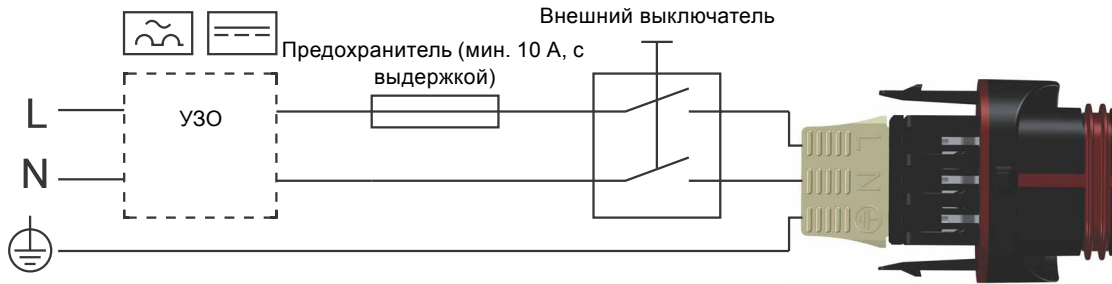 Внешний выключатель
Предохранитель (мин. 10 А, с
выдержкой)
L
УЗО
N
L
N